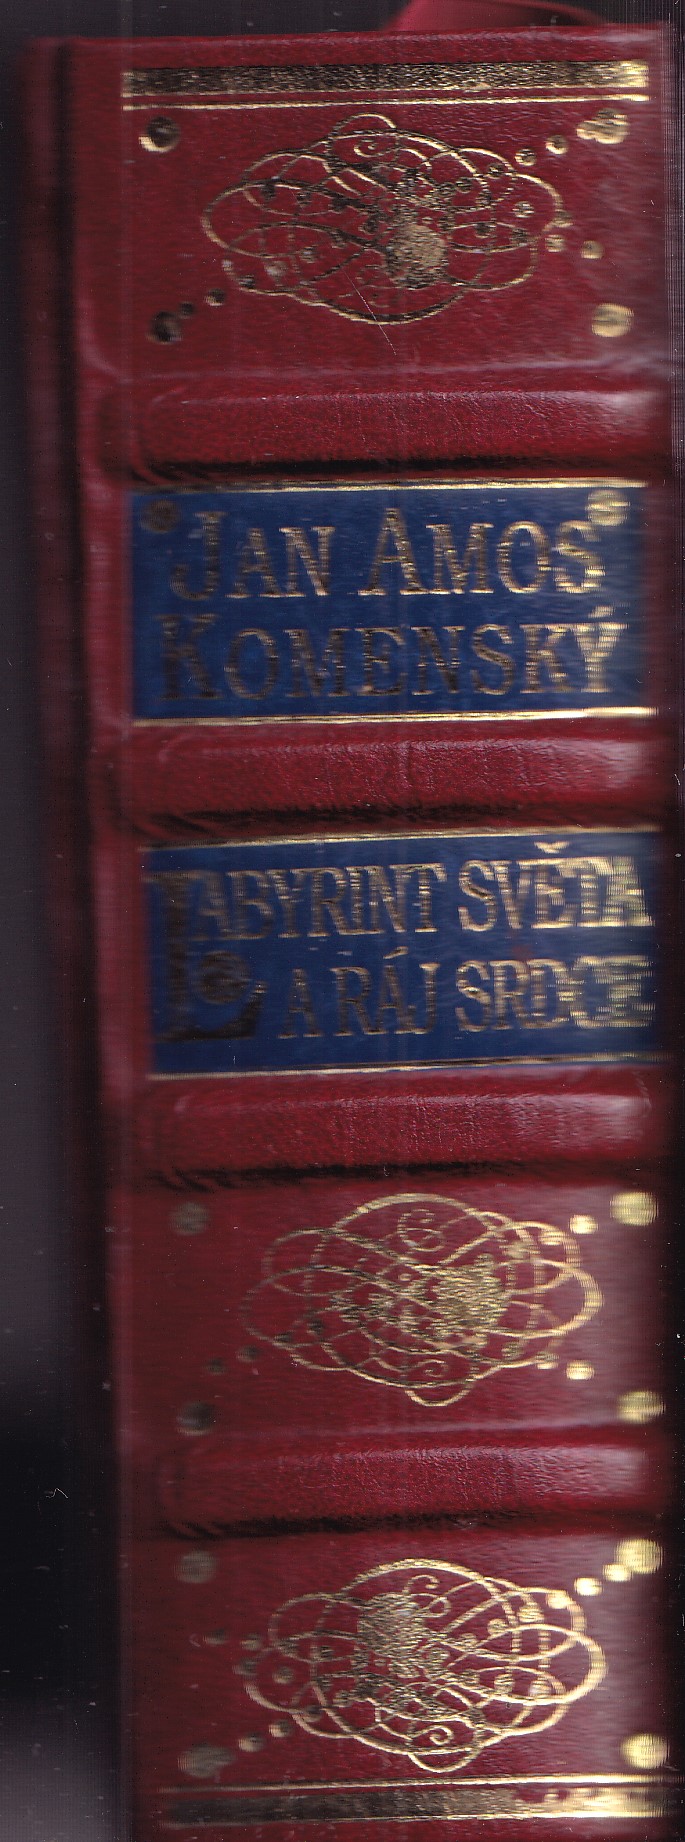 JAN AMOS
KOMENSKÝ
LABYRINT SVĚTA
A RÁJ SRDCE